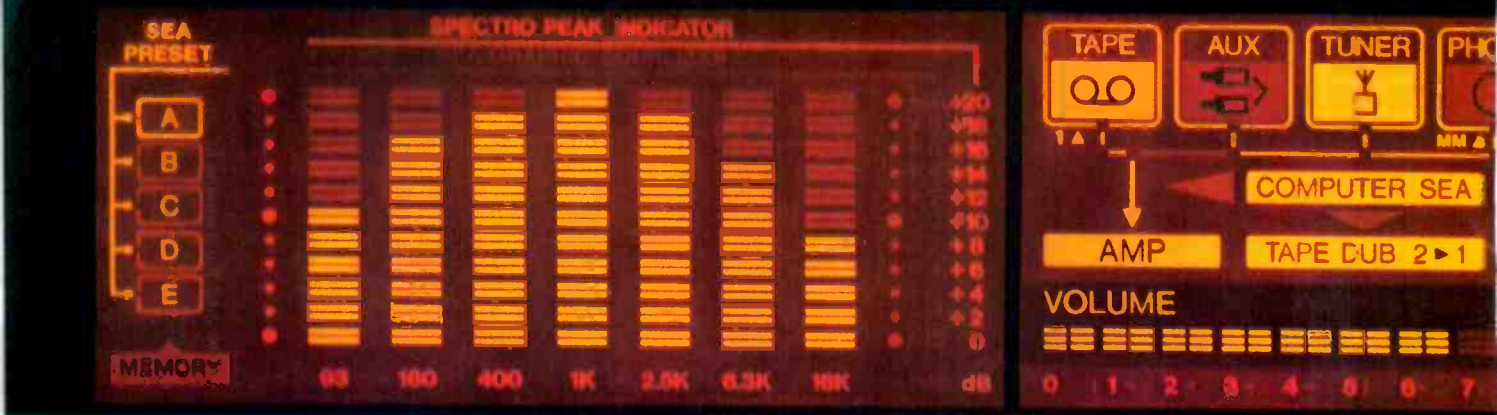 SEA
PRESET
SPECTRO PEAK INDICATOR
A
B
C
D
E
MEMORY
+20
+18
+16
+14
+12
+10
+8
+6
+4
+2
0
63 160 400 1K 2.5K 6.3K 16K dB
TAPE AUX TUNER PHO
1 MM
COMPUTER SEA
AMP TAPE DUB 2 ▸ 1
VOLUME
0 1 2 3 4 5 6 7